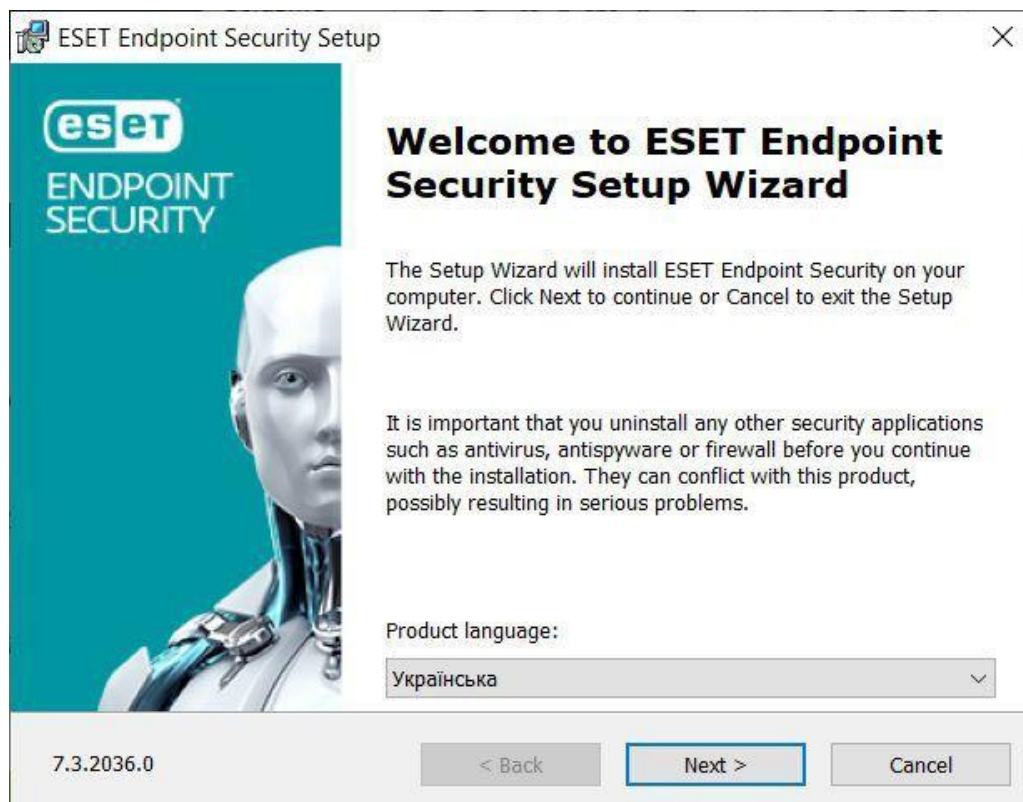 ESET Endpoint Security Setup
eset
ENDPOINT
SECURITY
Welcome to ESET Endpoint
Security Setup Wizard
The Setup Wizard will install ESET Endpoint Security on your
computer. Click Next to continue or Cancel to exit the Setup
Wizard.
It is important that you uninstall any other security applications
such as antivirus, antispyware or firewall before you continue
with the installation. They can conflict with this product,
possibly resulting in serious problems.
Product language:
Українська
7.3.2036.0
< Back
Next >
Cancel